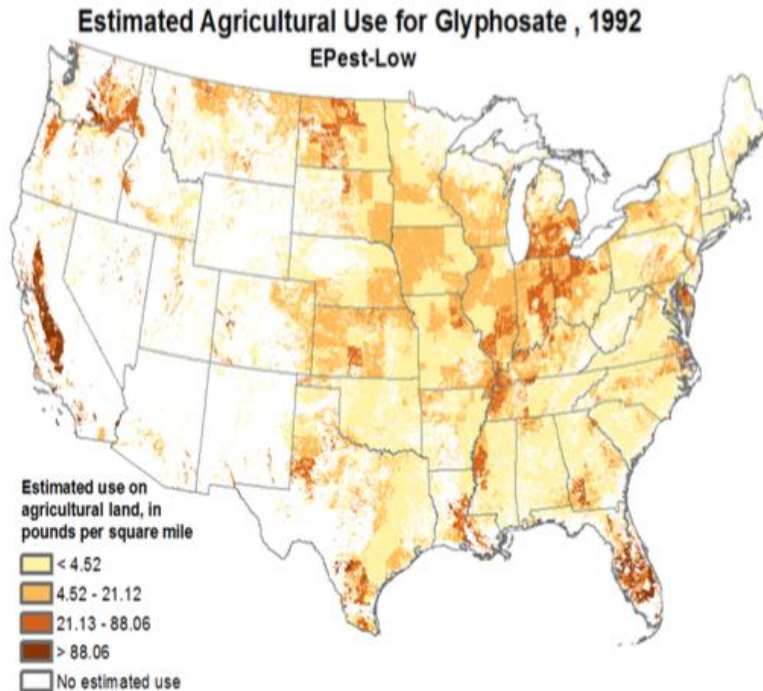 Estimated Agricultural Use for Glyphosate , 1992
EPest-Low
Estimated use on
agricultural land, in
pounds per square mile
< 4.52
4.52 - 21.12
21.13 - 88.06
> 88.06
No estimated use